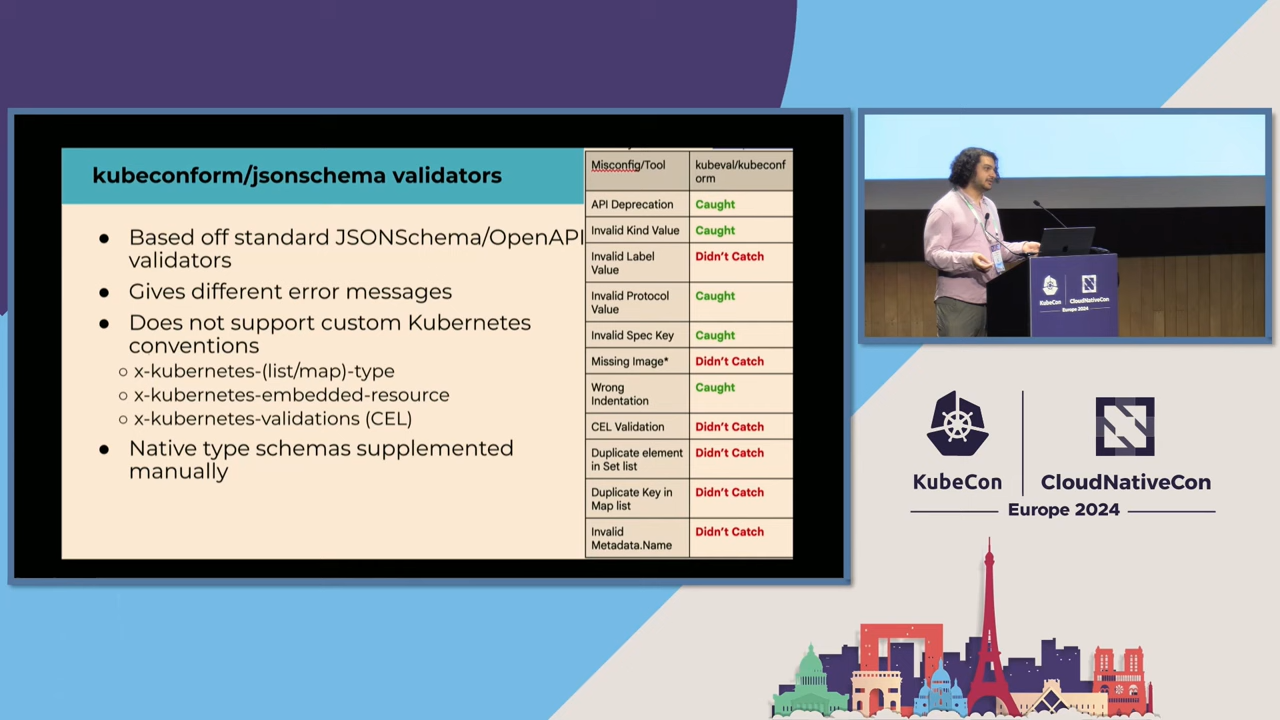 kubeconform/jsonschema validators
● Based off standard JSONSchema/OpenAPI
validators
● Gives different error messages
● Does not support custom Kubernetes
conventions
○ x-kubernetes-(list/map)-type
○ x-kubernetes-embedded-resource
○ x-kubernetes-validations (CEL)
● Native type schemas supplemented
manually
Misconfig/Tool
kubeval/kubeconf
orm
API Deprecation
Caught
Invalid Kind Value
Caught
Invalid Label
Value
Didn't Catch
Invalid Protocol
Value
Caught
Invalid Spec Key
Caught
Missing Image*
Didn't Catch
Wrong
Indentation
Caught
CEL Validation
Didn't Catch
Duplicate element
in Set list
Didn't Catch
Duplicate Key in
Map list
Didn't Catch
Invalid
Metadata.Name
Didn't Catch
KubeCon
CloudNativeCon
Europe 2024
KubeCon
CloudNativeCon
Europe 2024